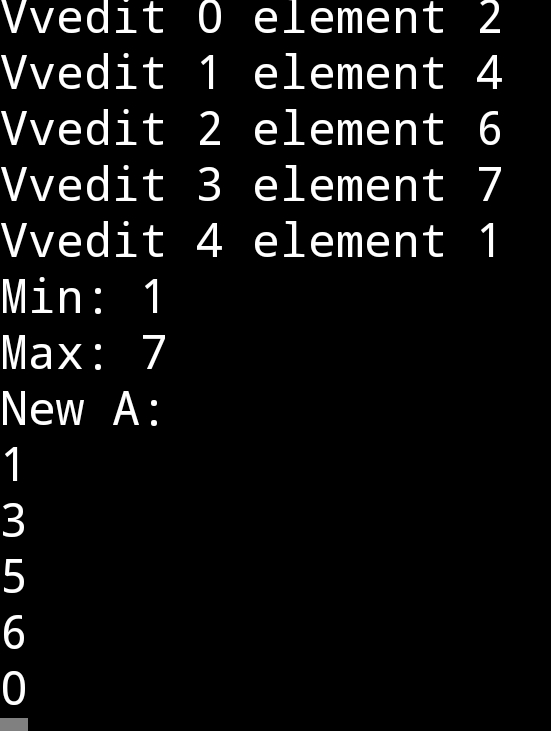 Vvedit 0 element 2
Vvedit 1 element 4
Vvedit 2 element 6
Vvedit 3 element 7
Vvedit 4 element 1
Min: 1
Max: 7
New A:
1
3
5
6
0